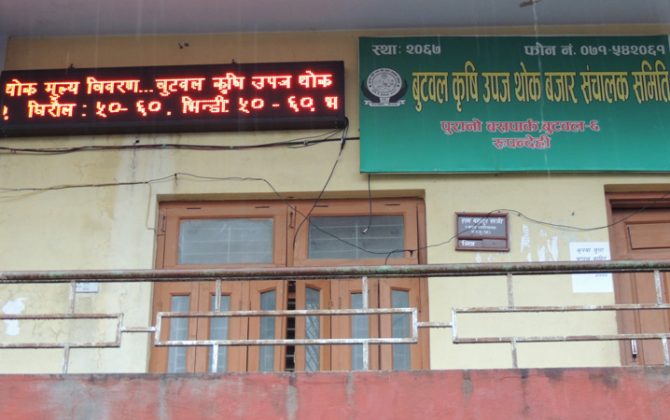 थोक मूल्य विवरण...बुटवल कृषि उपज थोक
घिरौंल : ५०-६०. भिन्डी ५०-६०.
स्था: २०६७ फोन नं. ०७१-५४२०६१
बुटवल कृषि उपज थोक बजार संचालक समिति
पुरानो बसपार्क, बुटवल-६
रुपन्देही